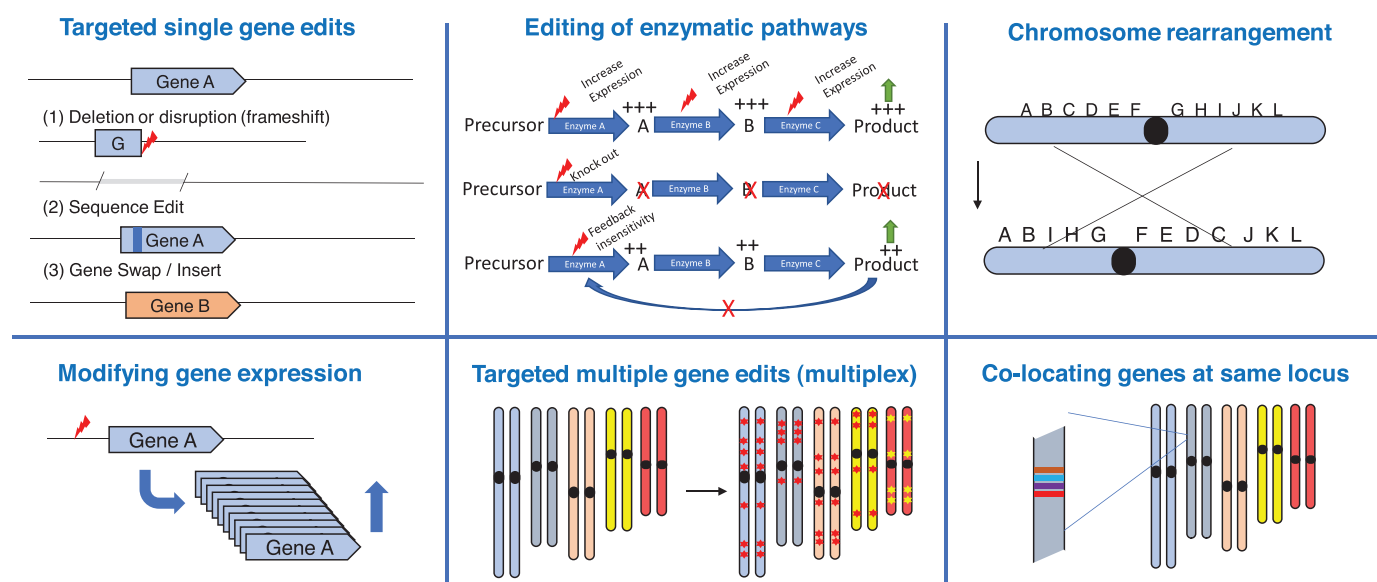 Targeted single gene edits
Gene A
(1) Deletion or disruption (frameshift)
G
(2) Sequence Edit
Gene A
(3) Gene Swap / Insert
Gene B
Editing of enzymatic pathways
Increase
Expression
Increase
Expression
Increase
Expression
+++ +++ +++
Precursor Enzyme A A Enzyme B B Enzyme C Product
Knock out
Precursor Enzyme A A Enzyme B B Enzyme C Product
X X X
Feedback
insensitivity
++ ++ ++
Precursor Enzyme A A Enzyme B B Enzyme C Product
X
Chromosome rearrangement
A B C D E F G H I J K L
A B I H G F E D C J K L
Modifying gene expression
Gene A
Gene A
Targeted multiple gene edits (multiplex)
Co-locating genes at same locus